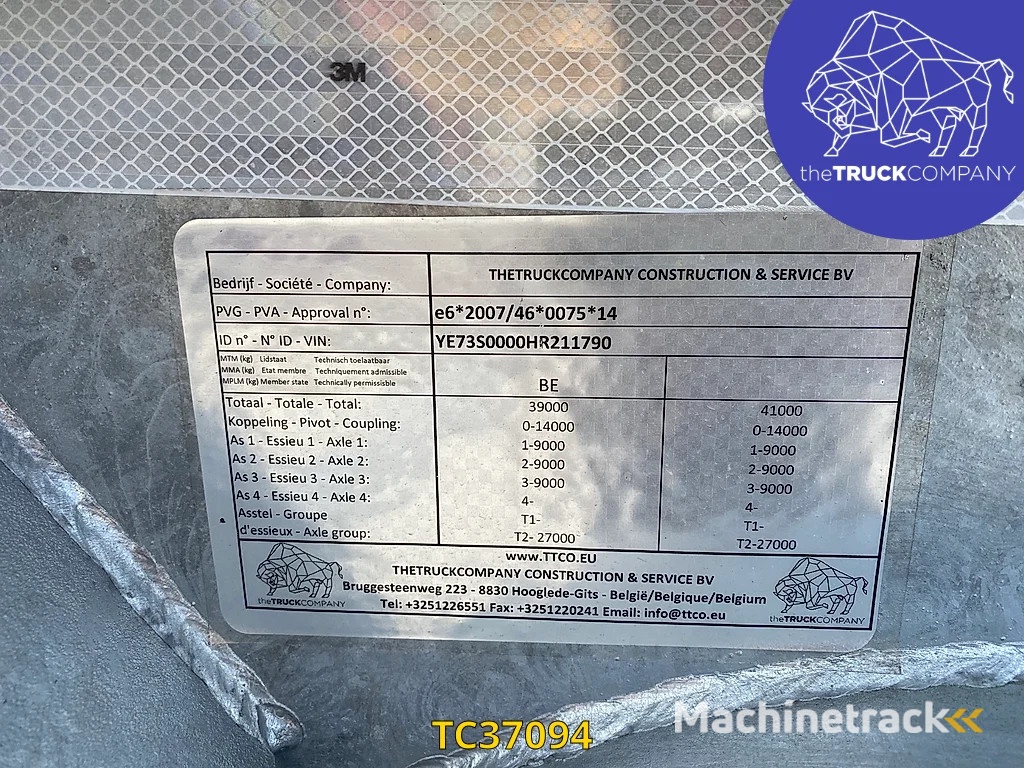 3M
theTRUCKCOMPANY
Bedrijf - Société - Company: THETRUCKCOMPANY CONSTRUCTION & SERVICE BV
PVG - PVA - Approval n°: e6*2007/46*0075*14
ID n° - N° ID - VIN: YE73S0000HR211790
MTM (kg) Lidstaat Technisch toelaatbaar
MMA (kg) Etat membre Techniquement admissible
MPLM (kg) Member state Technically permissisble
BE
Totaal - Totale - Total: 39000 41000
Koppeling - Pivot - Coupling: 0-14000 0-14000
As 1 - Essieu 1 - Axle 1: 1-9000 1-9000
As 2 - Essieu 2 - Axle 2: 2-9000 2-9000
As 3 - Essieu 3 - Axle 3: 3-9000 3-9000
As 4 - Essieu 4 - Axle 4: 4- 4-
Asstel - Groupe T1- T1-
d'essieux - Axle group: T2- 27000 T2-27000
www.TTCO.EU
THETRUCKCOMPANY CONSTRUCTION & SERVICE BV
Bruggesteenweg 223 - 8830 Hooglede-Gits - België/Belgique/Belgium
Tel: +3251226551 Fax: +3251220241 Email: info@ttco.eu
theTRUCKCOMPANY
theTRUCKCOMPANY
Machinetrack
TC37094